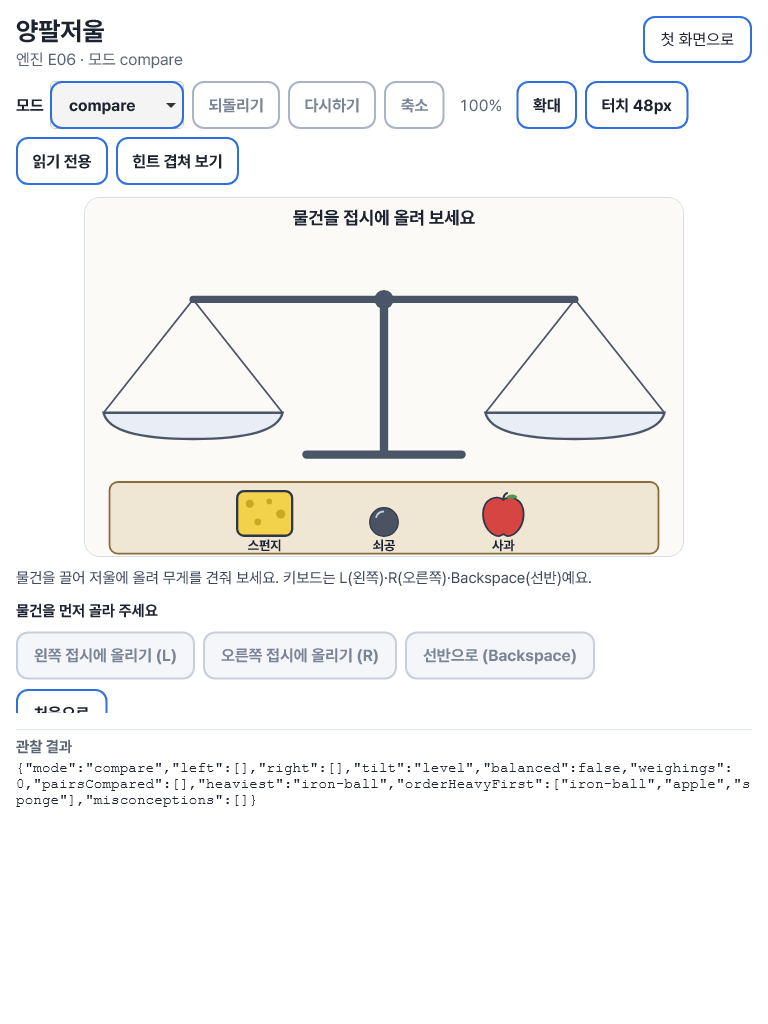 양팔저울
엔진 E06 · 모드 compare
첫 화면으로
모드 compare 되돌리기 다시하기 축소 100% 확대 터치 48px
읽기 전용 힌트 겹쳐 보기
물건을 접시에 올려 보세요
스펀지 쇠공 사과
물건을 끌어 저울에 올려 무게를 견줘 보세요. 키보드는 L(왼쪽)·R(오른쪽)·Backspace(선반)예요.
물건을 먼저 골라 주세요
왼쪽 접시에 올리기 (L) 오른쪽 접시에 올리기 (R) 선반으로 (Backspace)
처음으로
관찰 결과
{"mode":"compare","left":[],"right":[],"tilt":"level","balanced":false,"weighings":
0,"pairsCompared":[],"heaviest":"iron-ball","orderHeavyFirst":["iron-ball","apple","s
ponge"],"misconceptions":[]}